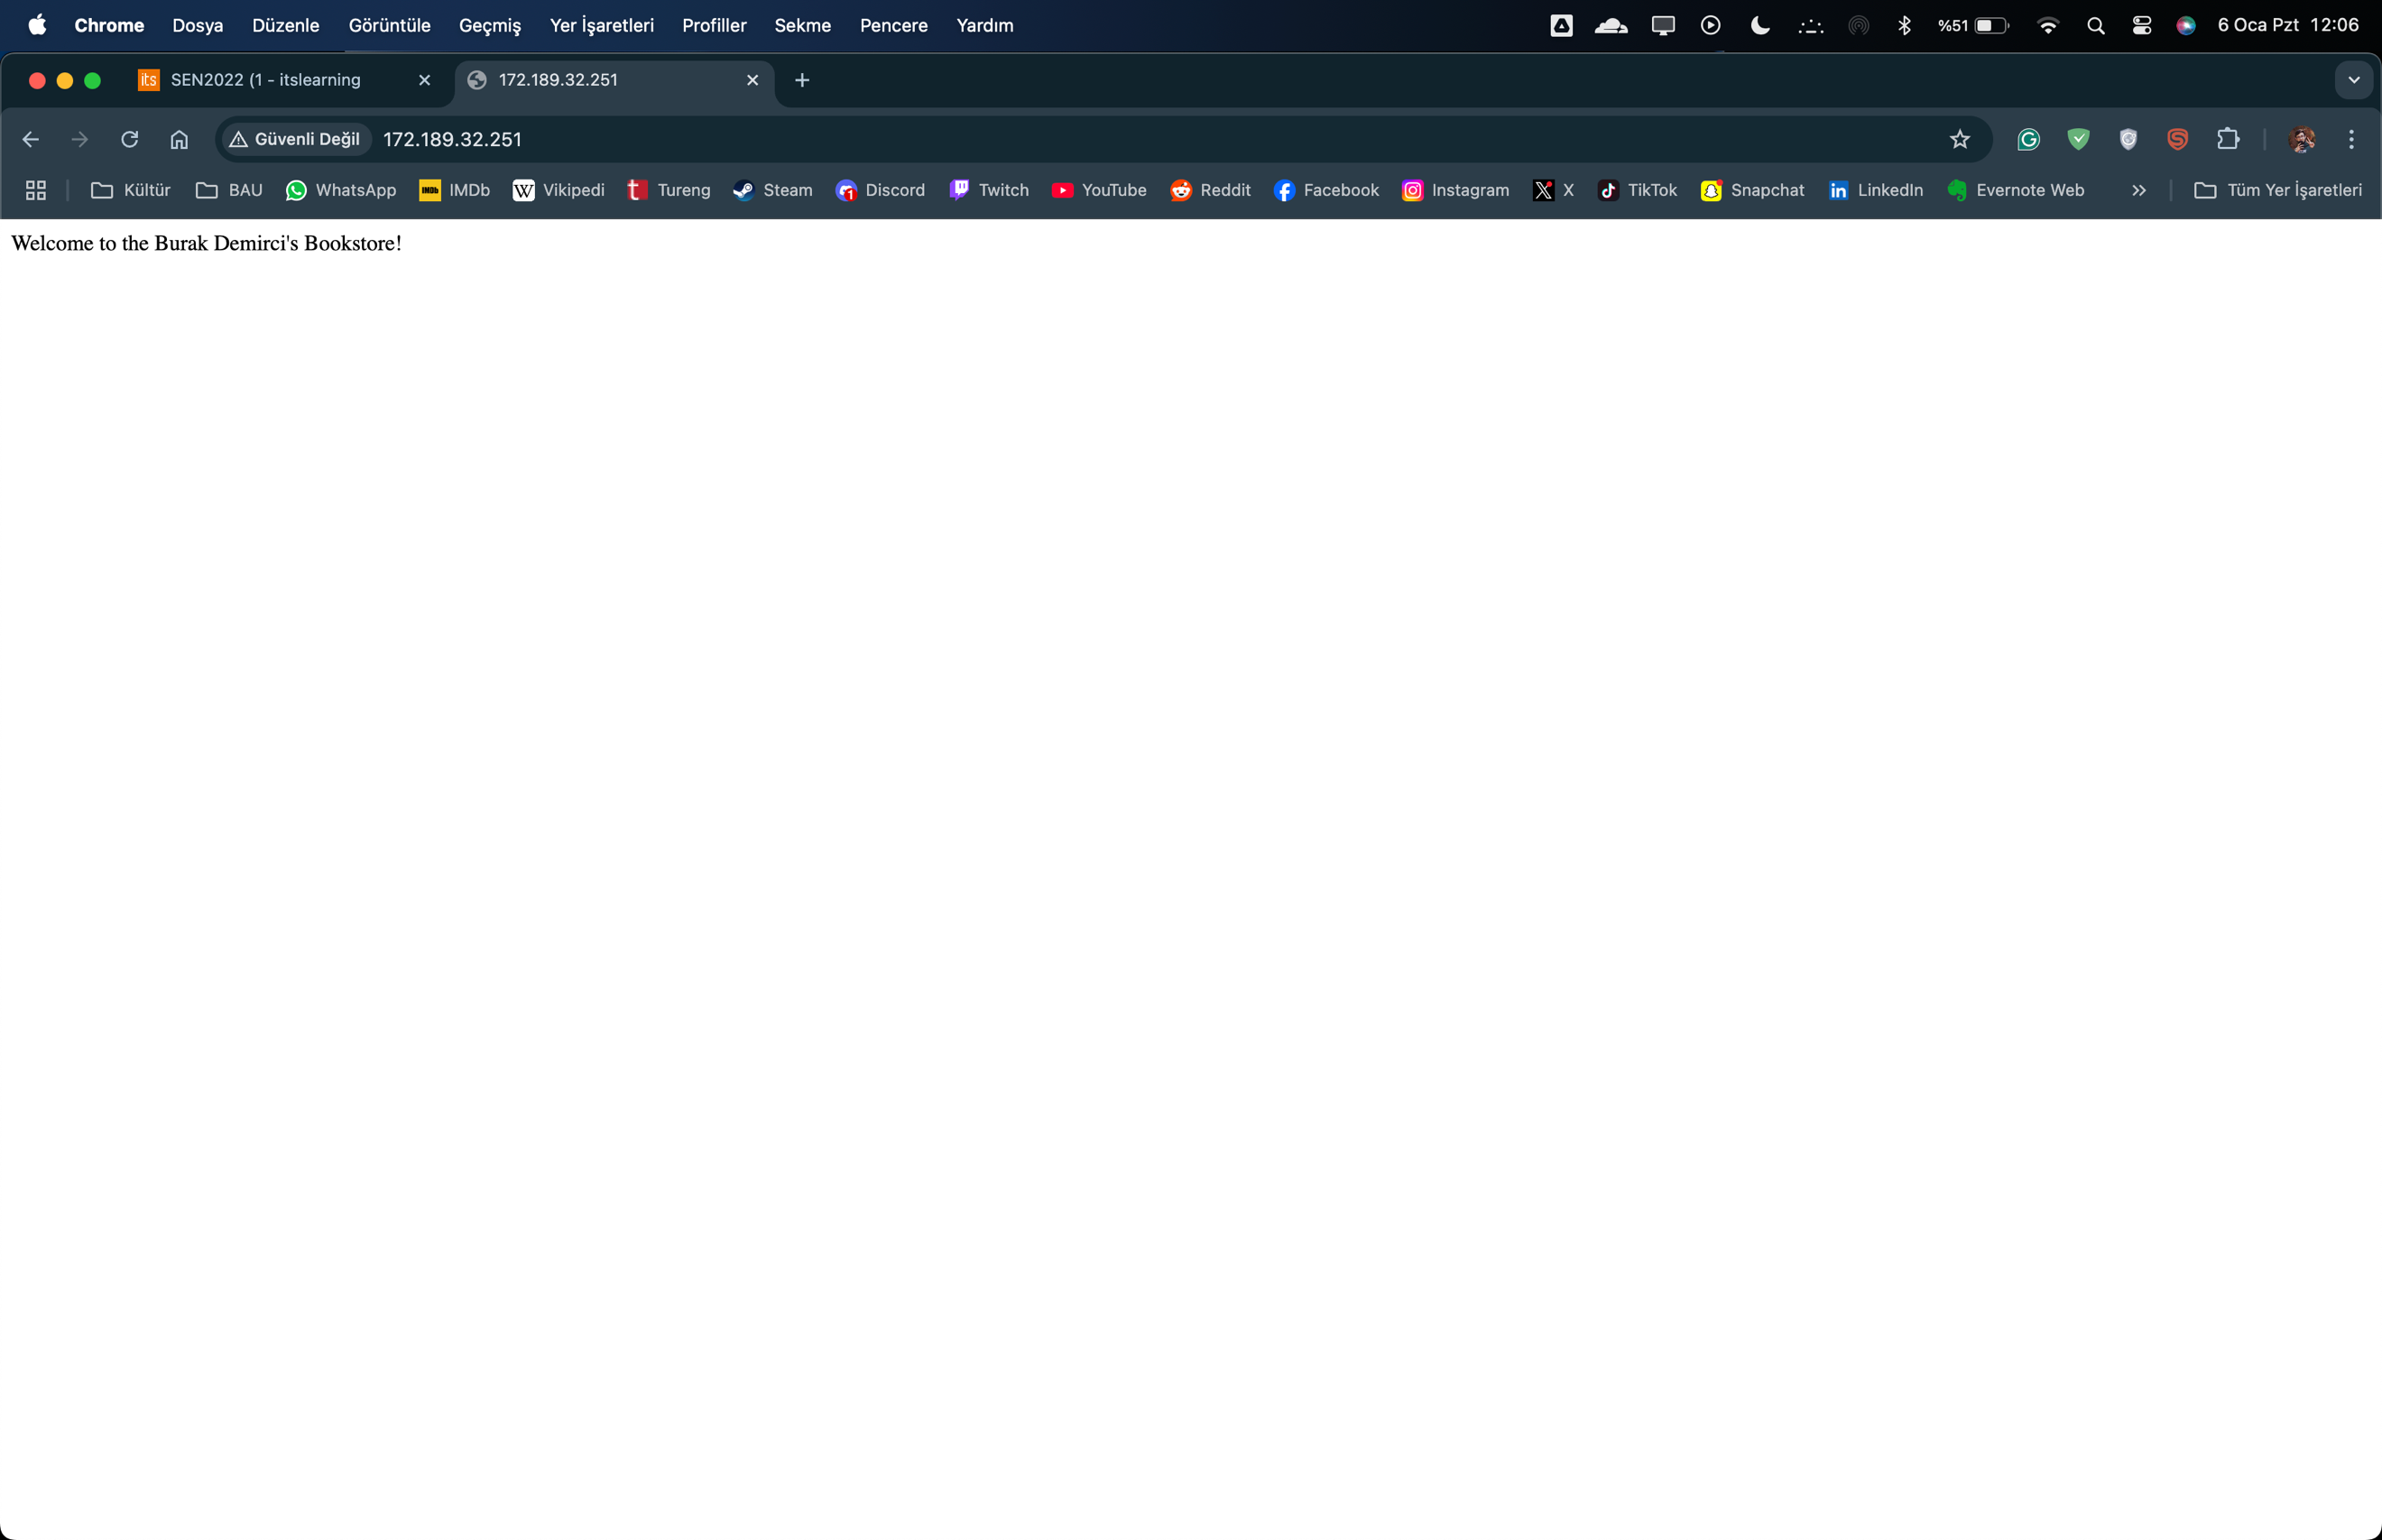 Chrome Dosya Düzenle Görüntüle Geçmiş Yer İşaretleri Profiller Sekme Pencere Yardım %51 6 Oca Pzt 12:06
its SEN2022 (1 - itslearning 172.189.32.251
Güvenli Değil 172.189.32.251
Kültür BAU WhatsApp IMDb IMDb W Vikipedi t Tureng Steam 1 Discord Twitch YouTube Reddit Facebook Instagram X X TikTok Snapchat in LinkedIn Evernote Web Tüm Yer İşaretleri
Welcome to the Burak Demirci's Bookstore!